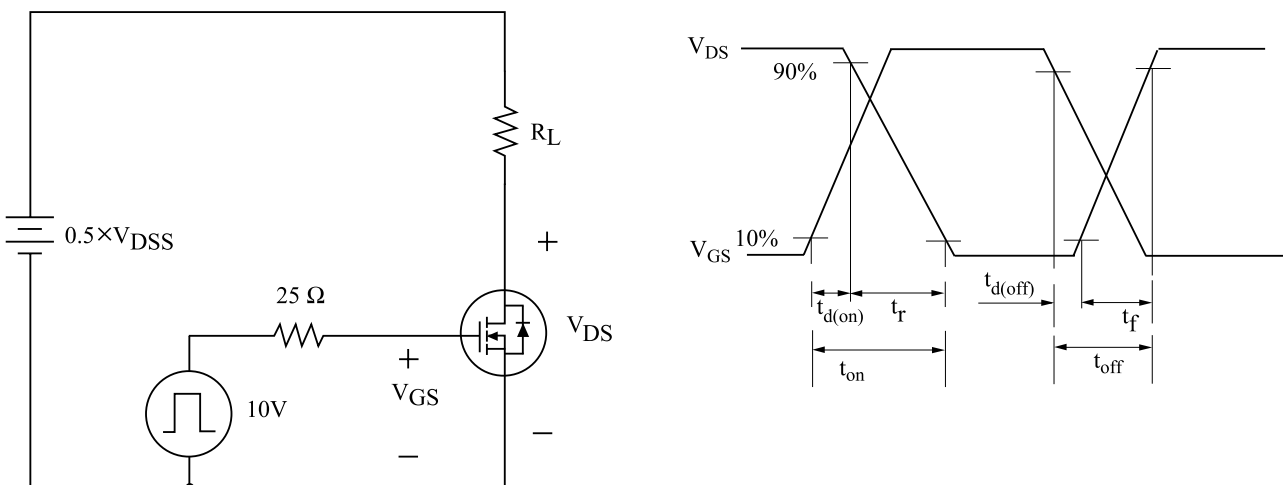 R_L
0.5×V_DSS
+
25 Ω
V_DS
+
V_GS
10V
−
−
V_DS
90%
10%
V_GS
t_d(on)
t_r
t_d(off)
t_f
t_on
t_off